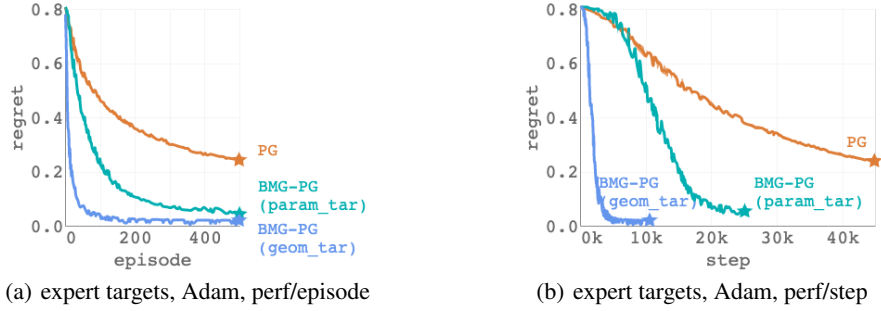 0.8
0.6
0.4
0.2
0.0
regret
0 200 400
episode
PG
BMG-PG
(param_tar)
BMG-PG
(geom_tar)
(a) expert targets, Adam, perf/episode
0.8
0.6
0.4
0.2
0.0
regret
0k 10k 20k 30k 40k
step
PG
BMG-PG
(geom_tar)
BMG-PG
(param_tar)
(b) expert targets, Adam, perf/step